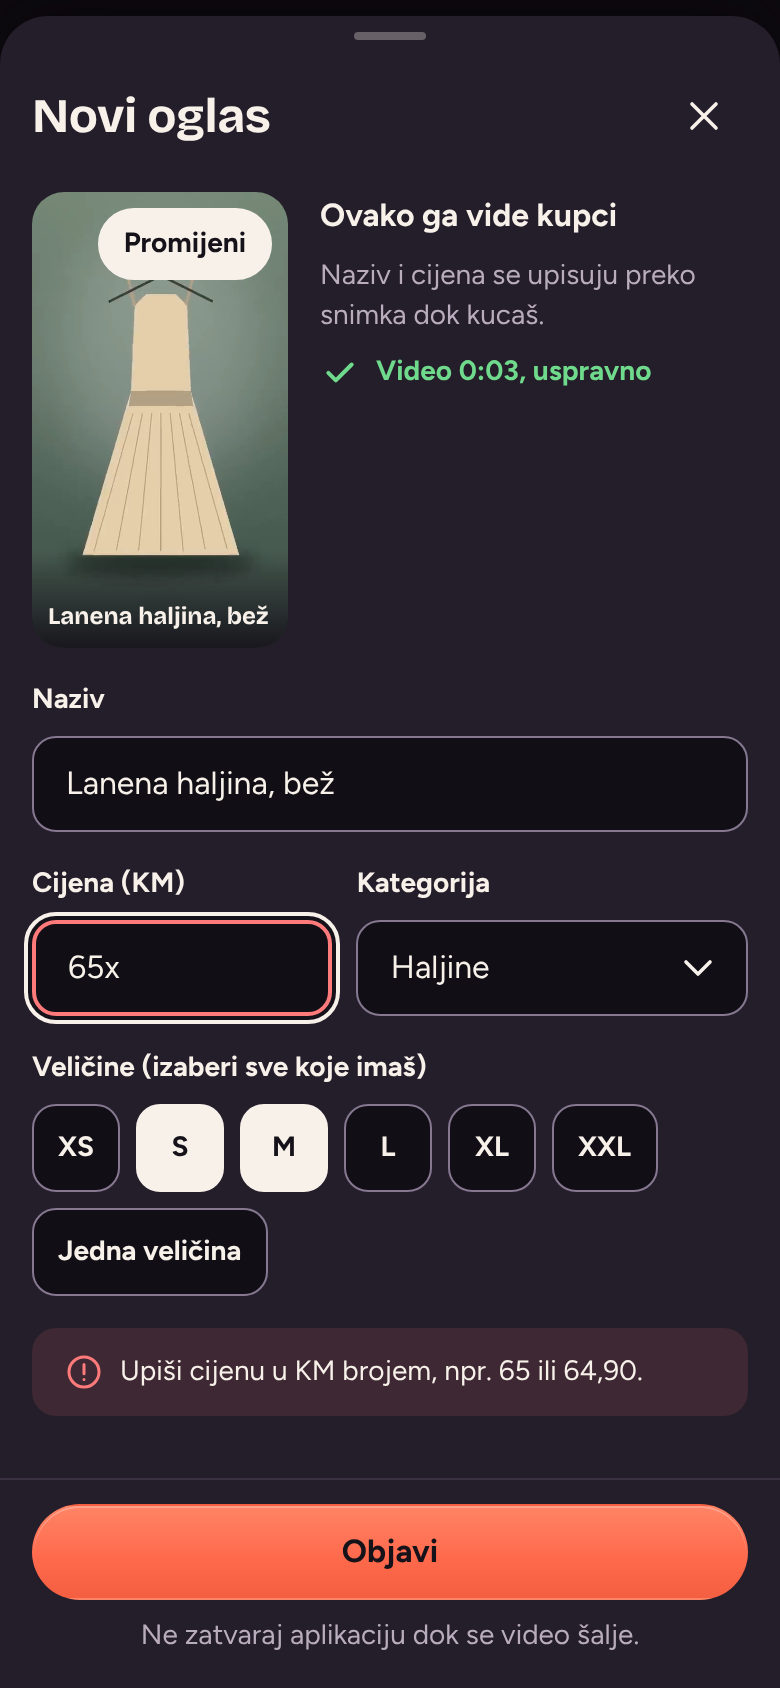 Novi oglas
Promijeni
Lanena haljina, bež
Ovako ga vide kupci
Naziv i cijena se upisuju preko
snimka dok kucaš.
Video 0:03, uspravno
Naziv
Lanena haljina, bež
Cijena (KM)
Kategorija
65x
Haljine
Veličine (izaberi sve koje imaš)
XS
S
M
L
XL
XXL
Jedna veličina
Upiši cijenu u KM brojem, npr. 65 ili 64,90.
Objavi
Ne zatvaraj aplikaciju dok se video šalje.